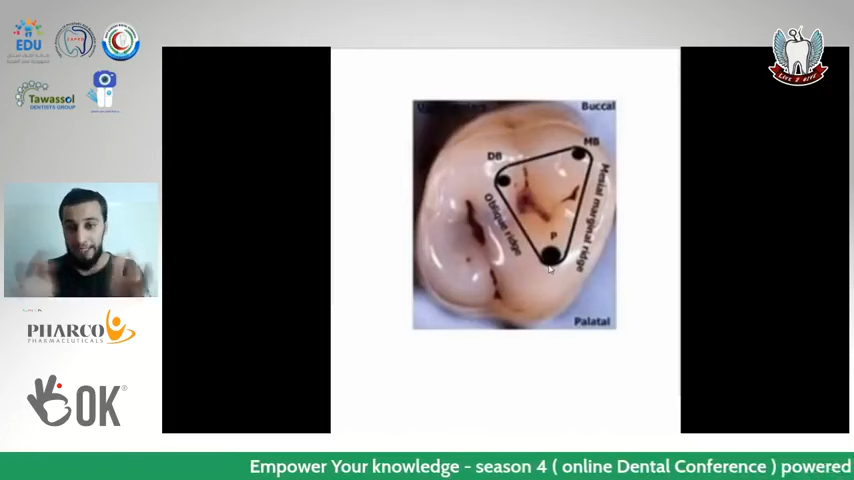 EDU
Tawassol
DENTISTS GROUP
PHARCO
PHARMACEUTICALS
OK®
Buccal
MB
DB
Mesial marginal ridge
Oblique ridge
P
Palatal
Empower Your knowledge - season 4 ( online Dental Conference ) powered